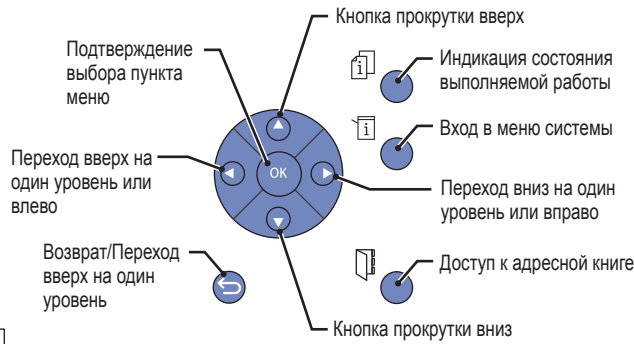 Кнопка прокрутки вверх
Подтверждение
выбора пункта
меню
Индикация состояния
выполняемой работы
Вход в меню системы
Переход вверх на
один уровень или
влево
OK
Переход вниз на один
уровень или вправо
Возврат/Переход
вверх на один
уровень
Доступ к адресной книге
Кнопка прокрутки вниз